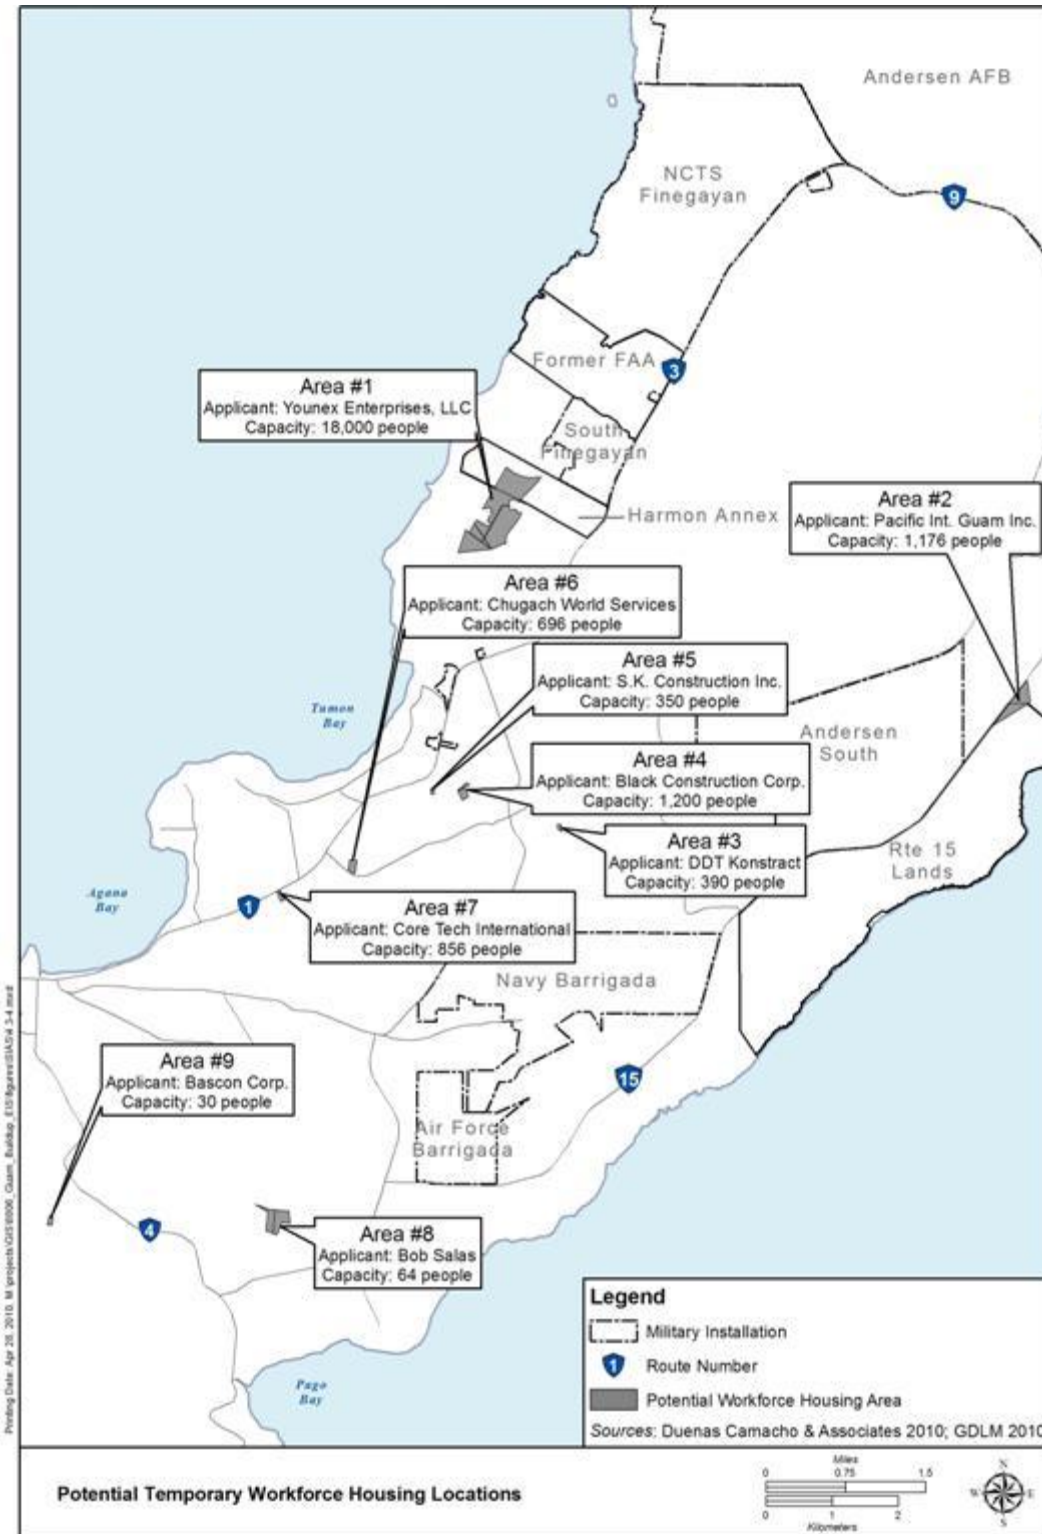 Andersen AFB
NCTS
Finegayan
9
Former FAA
3
Area #1
Applicant: Younex Enterprises, LLC
Capacity: 18,000 people
South
Finegayan
Area #2
Applicant: Pacific Int. Guam Inc.
Capacity: 1,176 people
Harmon Annex
Area #6
Applicant: Chugach World Services
Capacity: 696 people
Area #5
Applicant: S.K. Construction Inc.
Capacity: 350 people
Tumon
Bay
Andersen
South
Area #4
Applicant: Black Construction Corp.
Capacity: 1,200 people
Area #3
Applicant: DDT Konstract
Capacity: 390 people
Rte 15
Lands
Agana
Bay
1
Area #7
Applicant: Core Tech International
Capacity: 856 people
Navy Barrigada
15
Area #9
Applicant: Bascon Corp.
Capacity: 30 people
Air Force
Barrigada
4
Area #8
Applicant: Bob Salas
Capacity: 64 people
Pago
Bay
Legend
Military Installation
1 Route Number
Potential Workforce Housing Area
Sources: Duenas Camacho & Associates 2010; GDLM 2010
Potential Temporary Workforce Housing Locations
Miles
0 0.75 1.5
0 1 2
Kilometers
N
W E
S
Printing Date: Apr 28, 2010